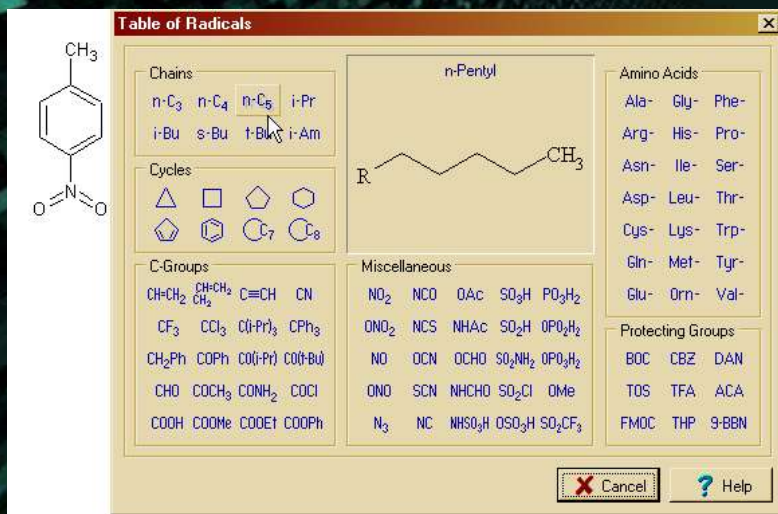 Table of Radicals
CH3
N
O O
Chains
n-C3 n-C4 n-C5 i-Pr
i-Bu s-Bu t-Bu i-Am
Cycles
C7 C8
C-Groups
CH=CH2 CH=CH2 CH2 C≡CH CN
CF3 CCl3 C(i-Pr)3 CPh3
CH2Ph COPh CO(i-Pr) CO(t-Bu)
CHO COCH3 CONH2 COCl
COOH COOMe COOEt COOPh
n-Pentyl
R CH3
Miscellaneous
NO2 NCO OAc SO3H PO3H2
ONO2 NCS NHAc SO2H OPO2H2
NO OCN OCHO SO2NH2 OPO3H2
ONO SCN NHCHO SO2Cl OMe
N3 NC NHSO3H OSO3H SO2CF3
Amino Acids
Ala- Gly- Phe-
Arg- His- Pro-
Asn- Ile- Ser-
Asp- Leu- Thr-
Cys- Lys- Trp-
Gln- Met- Tyr-
Glu- Orn- Val-
Protecting Groups
BOC CBZ DAN
TOS TFA ACA
FMOC THP 9-BBN
Cancel
? Help